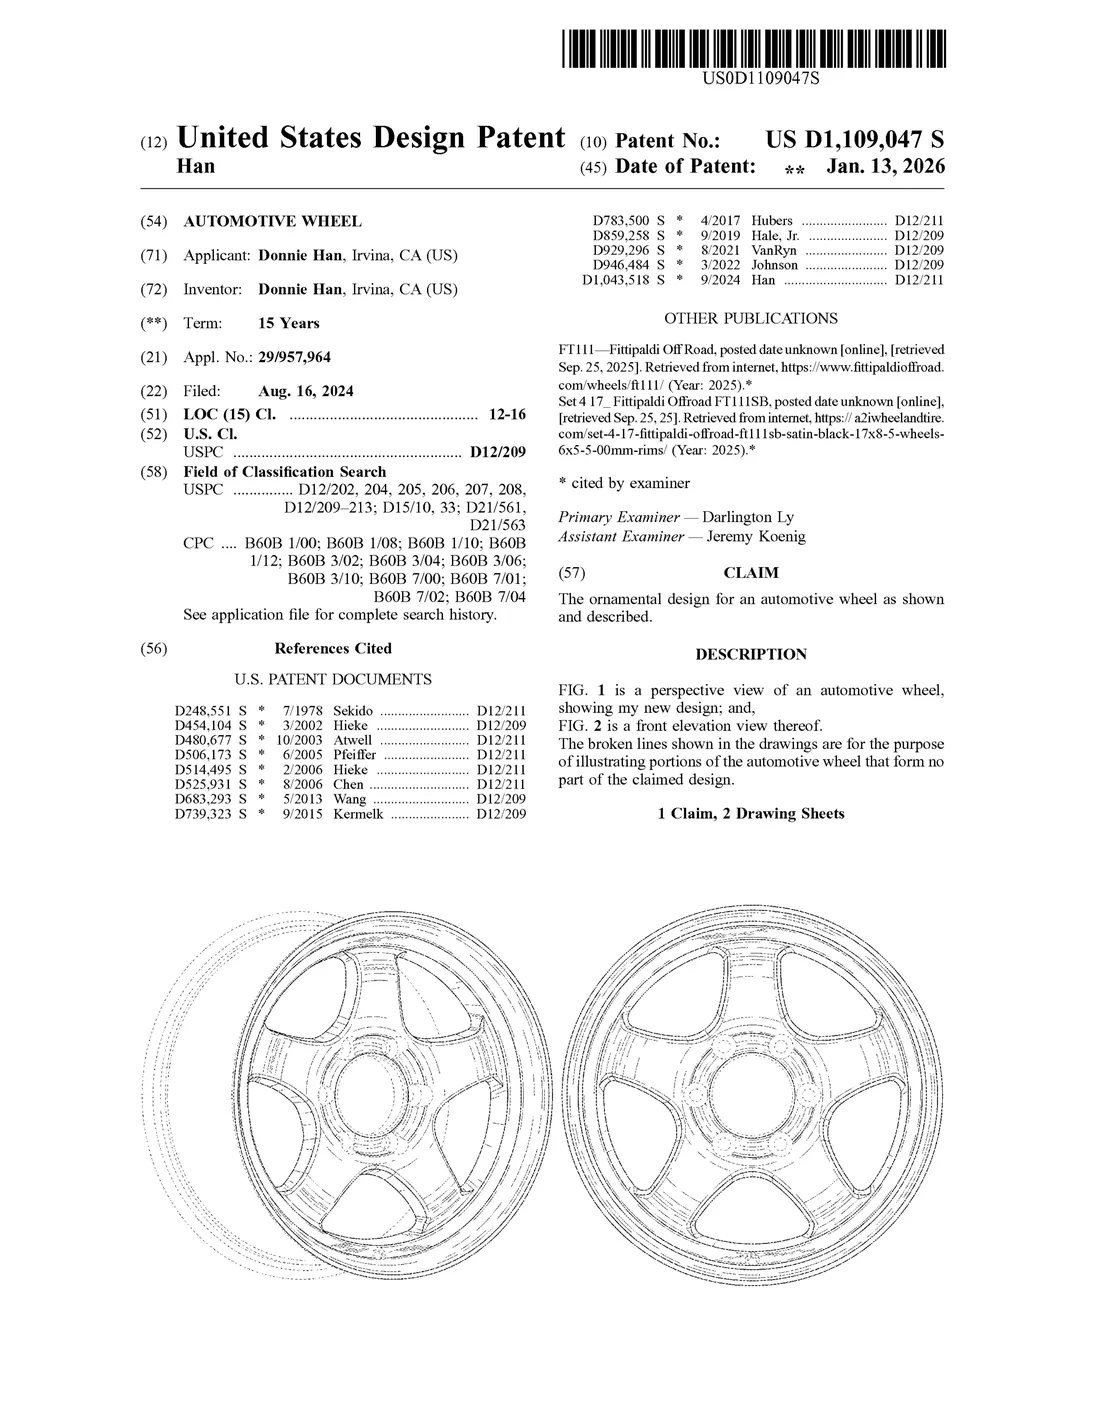 US0D1109047S
(12) United States Design Patent
Han
(10) Patent No.: US D1,109,047 S
(45) Date of Patent: ** Jan. 13, 2026
(54) AUTOMOTIVE WHEEL
(71) Applicant: Donnie Han, Irvina, CA (US)
(72) Inventor: Donnie Han, Irvina, CA (US)
(**) Term: 15 Years
(21) Appl. No.: 29/957,964
(22) Filed: Aug. 16, 2024
(51) LOC (15) Cl. ................................................ 12-16
(52) U.S. Cl.
USPC .......................................................... D12/209
(58) Field of Classification Search
USPC ............... D12/202, 204, 205, 206, 207, 208,
D12/209–213; D15/10, 33; D21/561,
D21/563
CPC .... B60B 1/00; B60B 1/08; B60B 1/10; B60B
1/12; B60B 3/02; B60B 3/04; B60B 3/06;
B60B 3/10; B60B 7/00; B60B 7/01;
B60B 7/02; B60B 7/04
See application file for complete search history.
(56) References Cited
U.S. PATENT DOCUMENTS
D248,551 S * 7/1978 Sekido ......................... D12/211
D454,104 S * 3/2002 Hieke .......................... D12/209
D480,677 S * 10/2003 Atwell ......................... D12/211
D506,173 S * 6/2005 Pfeiffer ........................ D12/211
D514,495 S * 2/2006 Hieke .......................... D12/211
D525,931 S * 8/2006 Chen ............................ D12/211
D683,293 S * 5/2013 Wang ........................... D12/209
D739,323 S * 9/2015 Kermelk ...................... D12/209
D783,500 S * 4/2017 Hubers ........................ D12/211
D859,258 S * 9/2019 Hale, Jr. ...................... D12/209
D929,296 S * 8/2021 VanRyn ....................... D12/209
D946,484 S * 3/2022 Johnson ....................... D12/209
D1,043,518 S * 9/2024 Han ............................. D12/211
OTHER PUBLICATIONS
FT111—Fittipaldi Off Road, posted date unknown [online], [retrieved
Sep. 25, 2025]. Retrieved from internet, https://www.fittipaldioffroad.
com/wheels/ft111/ (Year: 2025).*
Set 4 17_ Fittipaldi Offroad FT111SB, posted date unknown [online],
[retrieved Sep. 25, 25]. Retrieved from internet, https:// a2iwheelandtire.
com/set-4-17-fittipaldi-offroad-ft111sb-satin-black-17x8-5-wheels-
6x5-5-00mm-rims/ (Year: 2025).*
* cited by examiner
Primary Examiner — Darlington Ly
Assistant Examiner — Jeremy Koenig
(57) CLAIM
The ornamental design for an automotive wheel as shown
and described.
DESCRIPTION
FIG. 1 is a perspective view of an automotive wheel,
showing my new design; and,
FIG. 2 is a front elevation view thereof.
The broken lines shown in the drawings are for the purpose
of illustrating portions of the automotive wheel that form no
part of the claimed design.
1 Claim, 2 Drawing Sheets